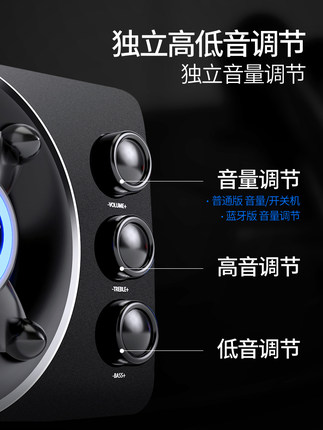 独立高低音调节
独立音量调节
音量调节
• 普通版 音量/开关机
• 蓝牙版 音量调节
-VOLUME+
高音调节
-TREBLE+
低音调节
-BASS+